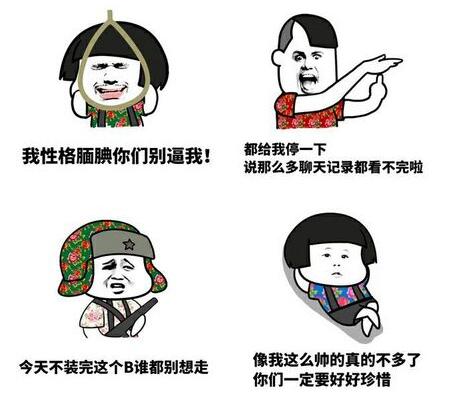 我性格腼腆你们别逼我！
都给我停一下
说那么多聊天记录都看不完啦
今天不装完这个B谁都别想走
像我这么帅的真的不多了
你们一定要好好珍惜